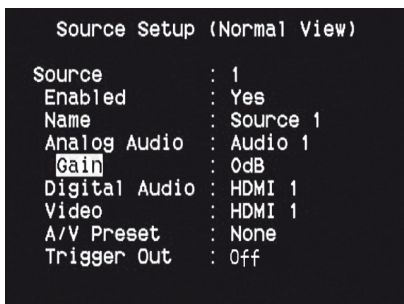 Source Setup (Normal View)
Source : 1
Enabled : Yes
Name : Source 1
Analog Audio : Audio 1
Gain : 0dB
Digital Audio : HDMI 1
Video : HDMI 1
A/V Preset : None
Trigger Out : Off